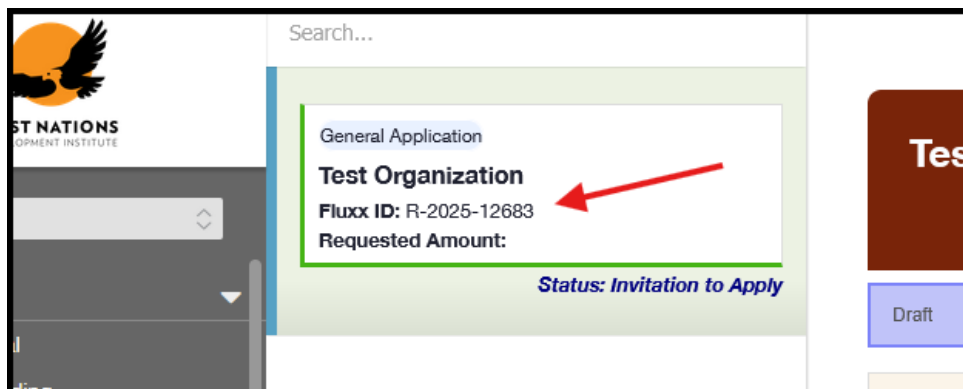 Search...
ST NATIONS
OPMENT INSTITUTE
General Application
Test Organization
Fluxx ID: R-2025-12683
Requested Amount:
Status: Invitation to Apply
Tes
Draft